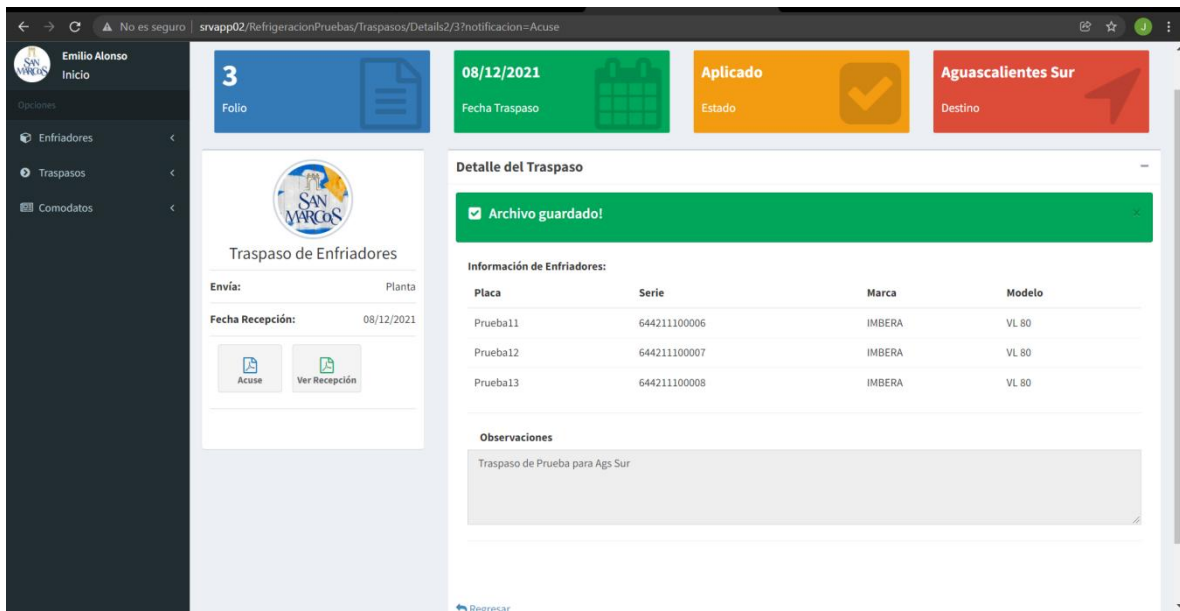 No es seguro srvapp02/RefrigeracionPruebas/Traspasos/Details2/3?notificacion=Acuse
J
SAN MARCOS
Emilio Alonso
Inicio
Opciones
Enfriadores
Traspasos
Comodatos
3
Folio
08/12/2021
Fecha Traspaso
Aplicado
Estado
Aguascalientes Sur
Destino
SAN
MARCOS
Traspaso de Enfriadores
Envía: Planta
Fecha Recepción: 08/12/2021
Acuse
Ver Recepción
Detalle del Traspaso
Archivo guardado!
Información de Enfriadores:
Placa Serie Marca Modelo
Prueba11 644211100006 IMBERA VL 80
Prueba12 644211100007 IMBERA VL 80
Prueba13 644211100008 IMBERA VL 80
Observaciones
Traspaso de Prueba para Ags Sur
Regresar